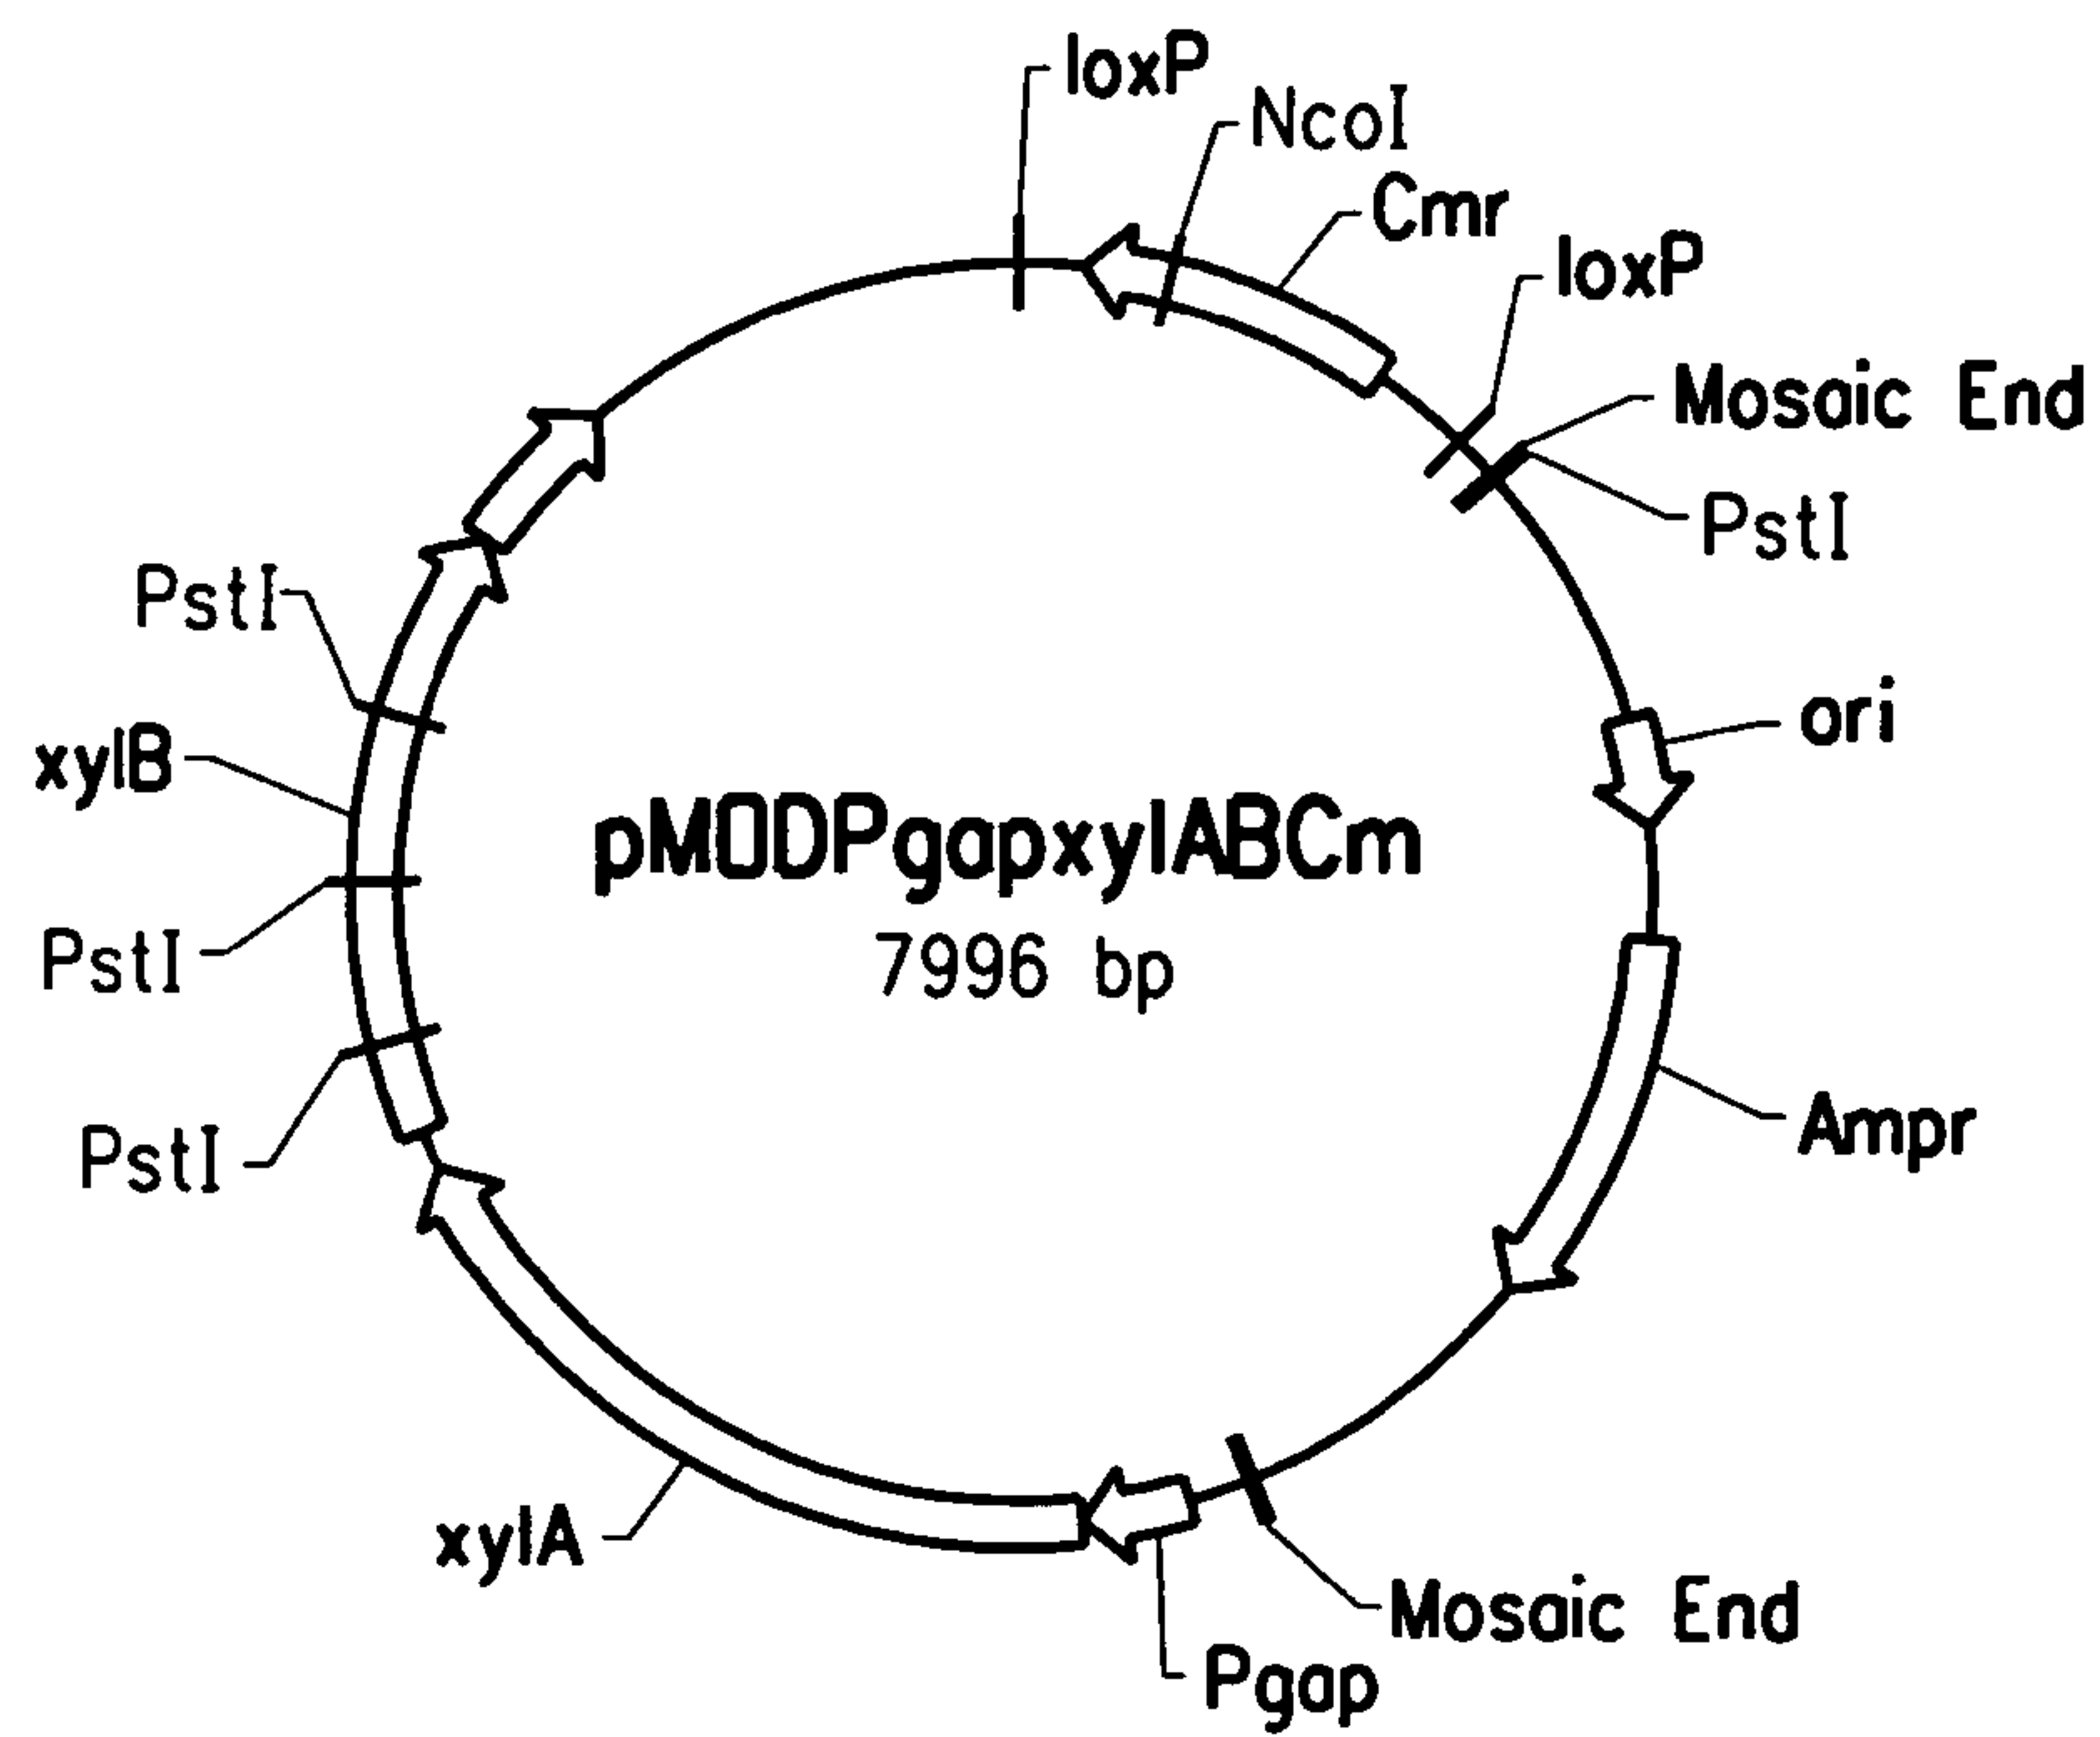 loxP
NcoI
Cmr
loxP
Mosaic End
PstI
PstI
ori
xylB
pMODPgapxylABCm
7996 bp
PstI
Ampr
PstI
xylA
Mosaic End
Pgap